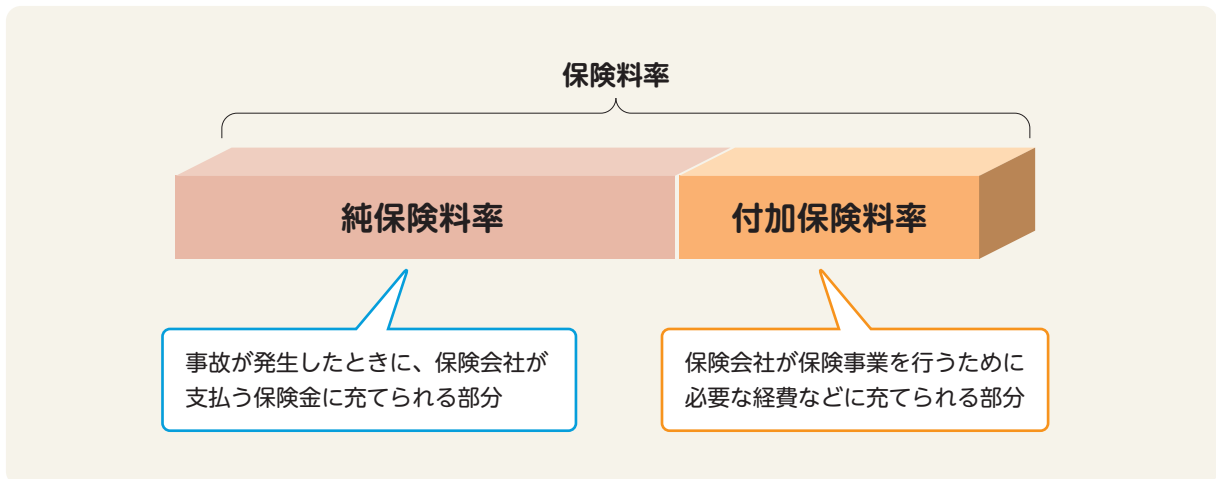 保険料率
純保険料率
付加保険料率
事故が発生したときに、保険会社が
支払う保険金に充てられる部分
保険会社が保険事業を行うために
必要な経費などに充てられる部分